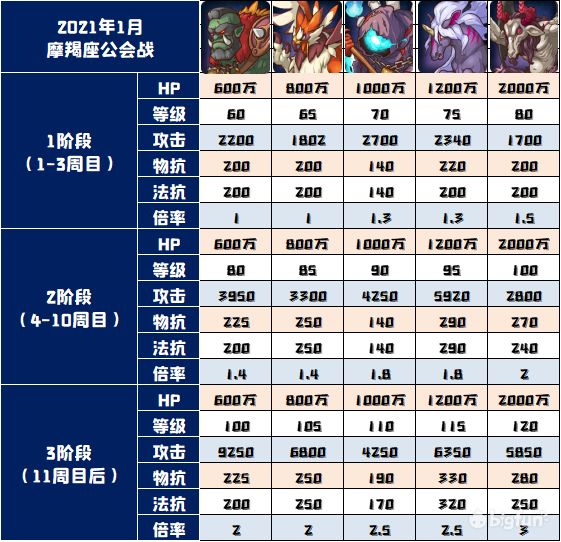 2021年1月
摩羯座公会战
1阶段
（1-3周目）
HP 600万 800万 1000万 1200万 2000万
等级 60 65 70 75 80
攻击 2200 1802 2700 2340 1700
物抗 200 200 140 220 200
法抗 200 200 140 200 200
倍率 1 1 1.3 1.3 1.5
2阶段
（4-10周目）
HP 600万 800万 1000万 1200万 2000万
等级 80 85 90 95 100
攻击 3950 3300 4250 5920 2800
物抗 225 250 140 290 270
法抗 200 250 140 290 240
倍率 1.4 1.4 1.8 1.8 2
3阶段
（11周目后）
HP 600万 800万 1000万 1200万 2000万
等级 100 105 110 115 120
攻击 9250 6800 4250 6350 5850
物抗 225 250 190 330 280
法抗 200 250 170 320 250
倍率 2 2 2.5 2.5 3
bigfun